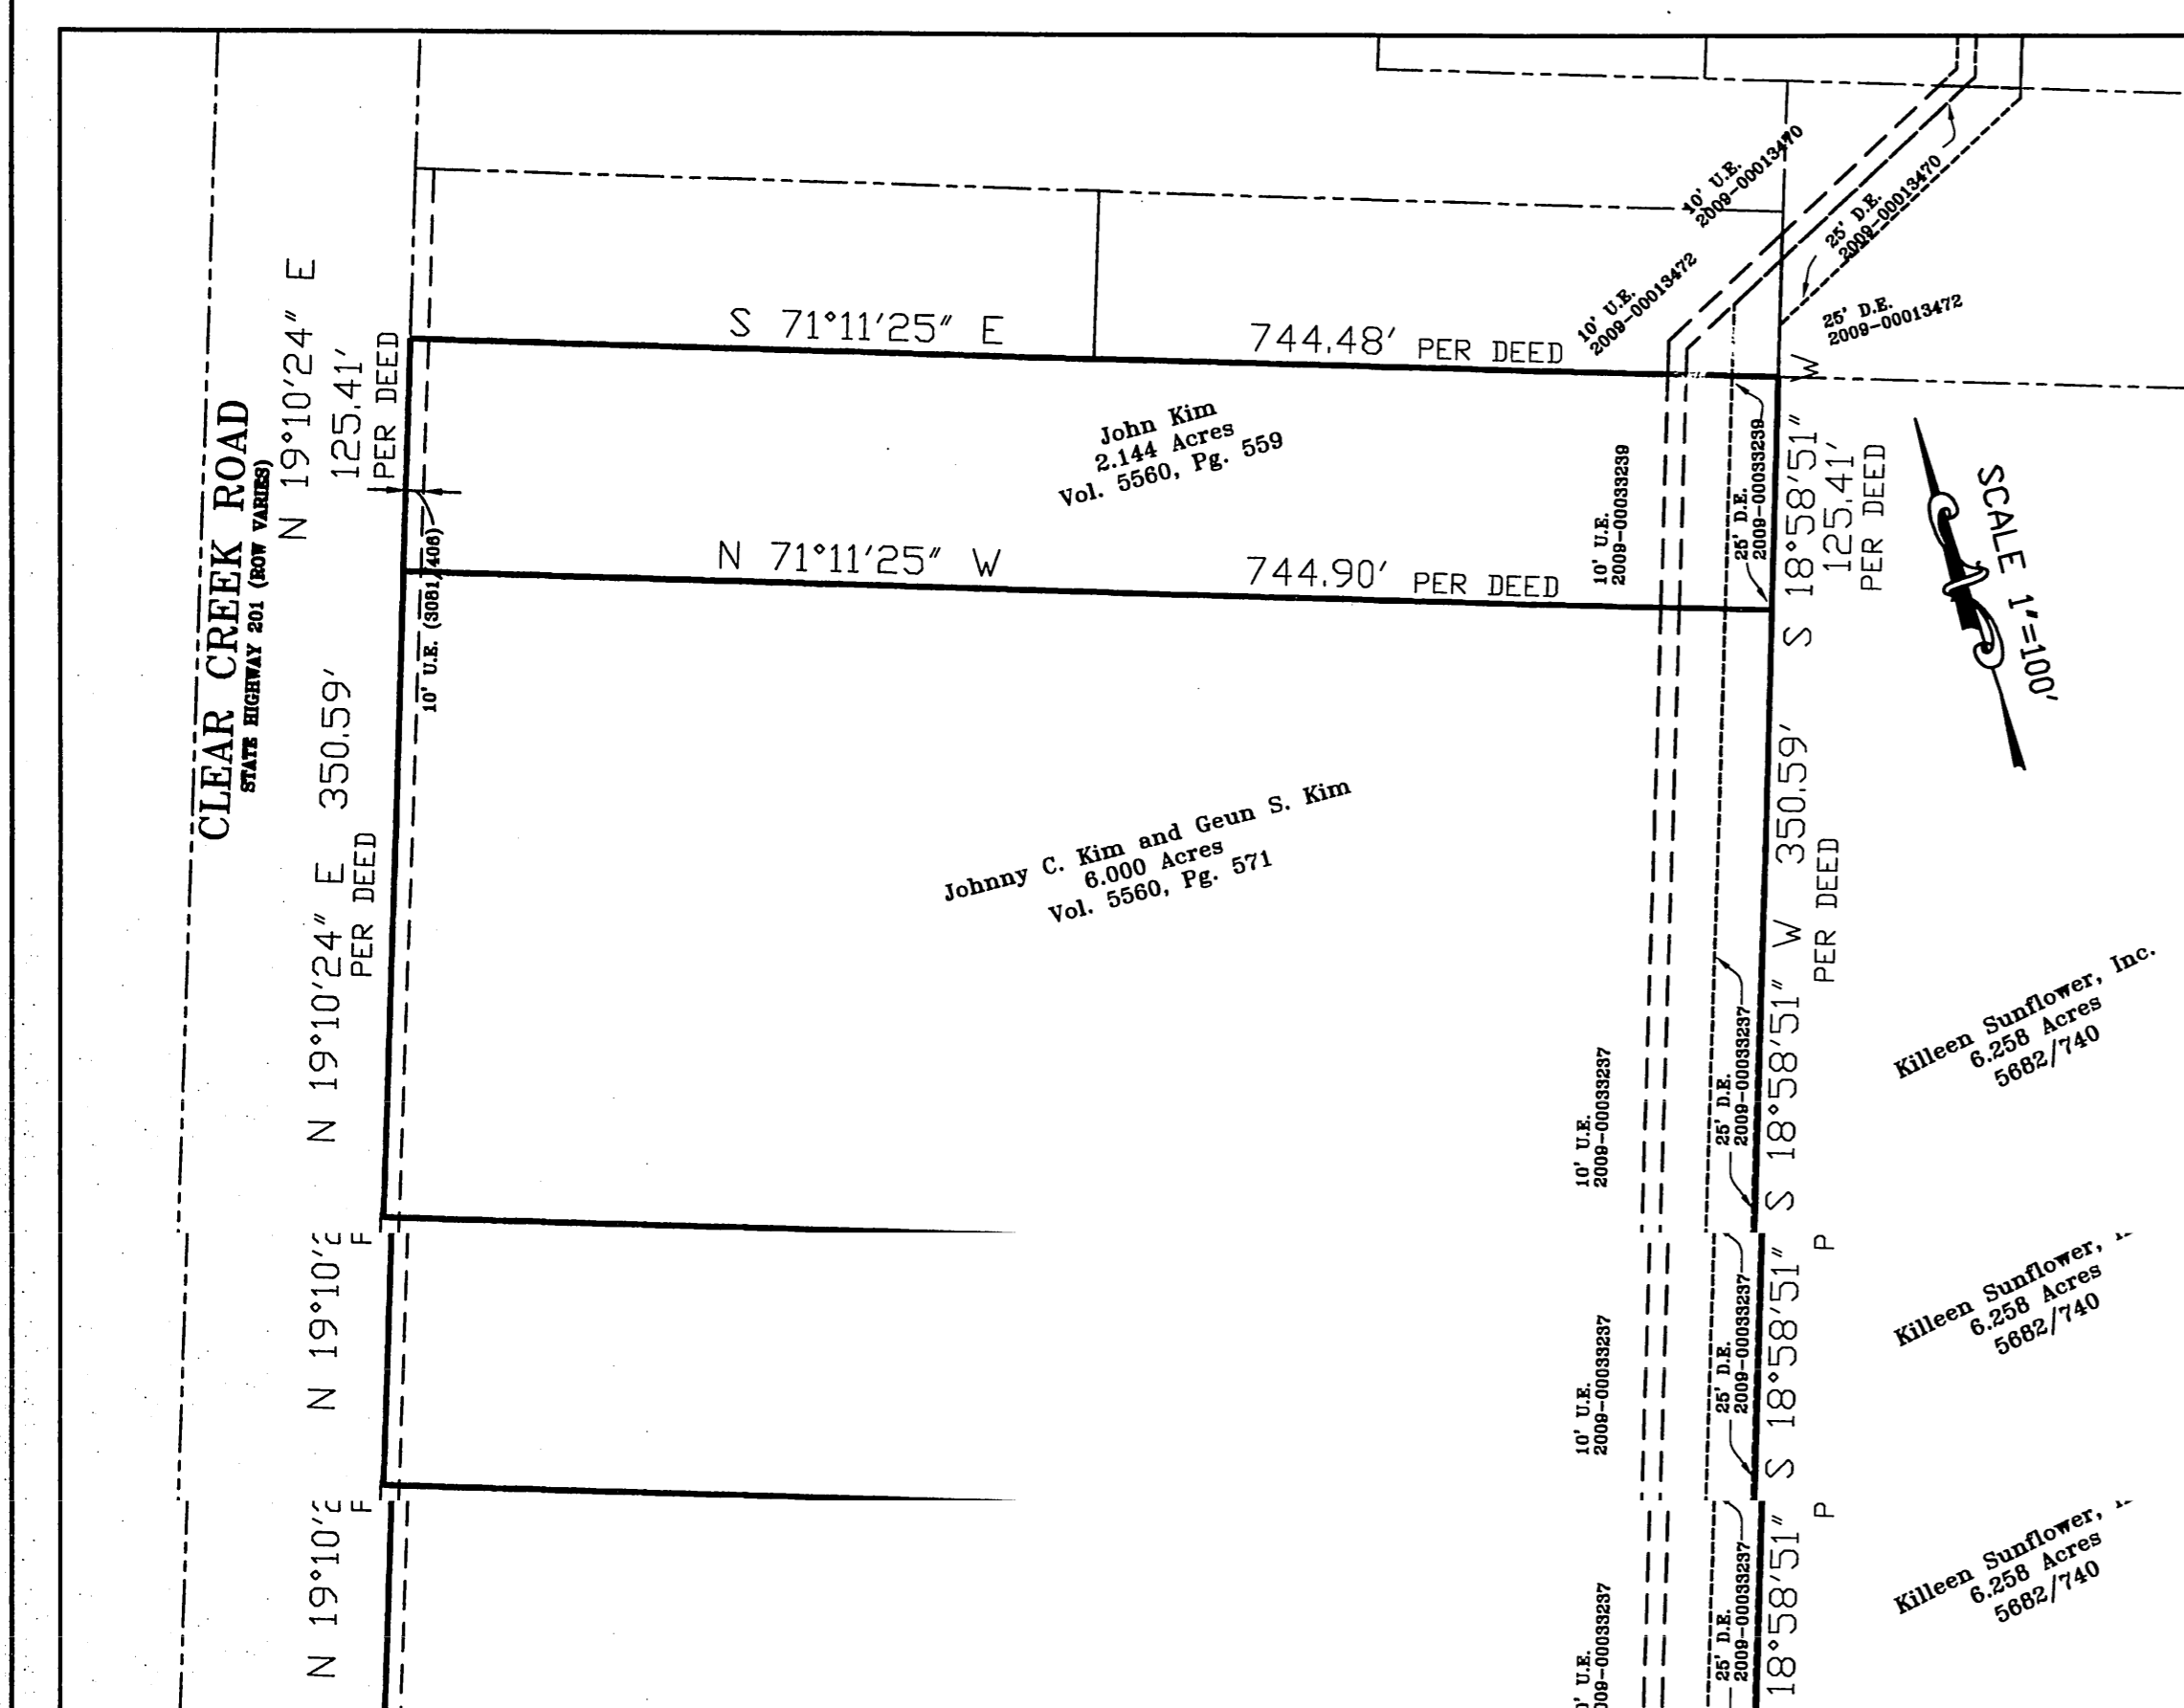 10' U.E.
2009-00013470
25' D.E.
2009-00013470
10' U.E.
2009-00013472
25' D.E.
2009-00013472
S 71°11'25" E
744.48' PER DEED
N 19°10'24" E
125.41'
PER DEED
CLEAR CREEK ROAD
STATE HIGHWAY 201 (ROW VARIES)
John Kim
2.144 Acres
Vol. 5560, Pg. 559
10' U.E.
2009-00033239
25' D.E.
2009-00033239
S 18°58'51" W
125.41'
PER DEED
SCALE 1"=100'
10' U.E. (3081/406)
N 71°11'25" W
744.90' PER DEED
N 19°10'24" E 350.59'
PER DEED
Johnny C. Kim and Geun S. Kim
6.000 Acres
Vol. 5560, Pg. 571
S 18°58'51" W 350.59'
PER DEED
10' U.E.
2009-00033237
25' D.E.
2009-00033237
Killeen Sunflower, Inc.
6.258 Acres
5682/740
N 19°10'
10' U.E.
2009-00033237
25' D.E.
2009-00033237
S 18°58'51"
P
Killeen Sunflower,
6.258 Acres
5682/740
N 19°10'
U.E.
009-00033237
25' D.E.
2009-00033237
18°58'51"
P
Killeen Sunflower,
6.258 Acres
5682/740